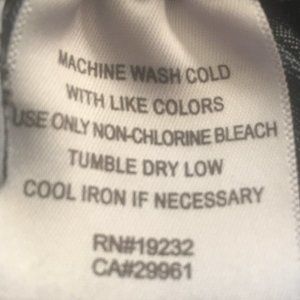 MACHINE WASH COLD
WITH LIKE COLORS
USE ONLY NON-CHLORINE BLEACH
TUMBLE DRY LOW
COOL IRON IF NECESSARY
RN#19232
CA#29961